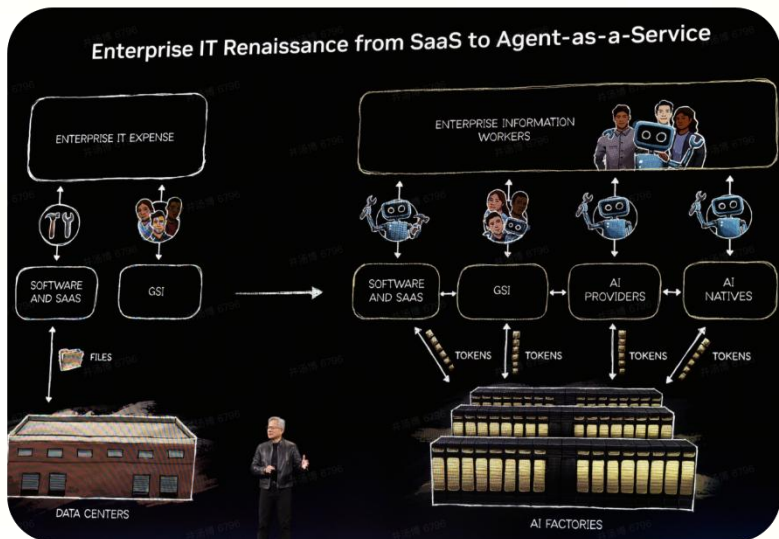 Enterprise IT Renaissance from SaaS to Agent-as-a-Service
ENTERPRISE IT EXPENSE
SOFTWARE
AND SAAS
GSI
FILES
DATA CENTERS
ENTERPRISE INFORMATION
WORKERS
SOFTWARE
AND SAAS
GSI
AI
PROVIDERS
AI
NATIVES
TOKENS
TOKENS
TOKENS
TOKENS
AI FACTORIES